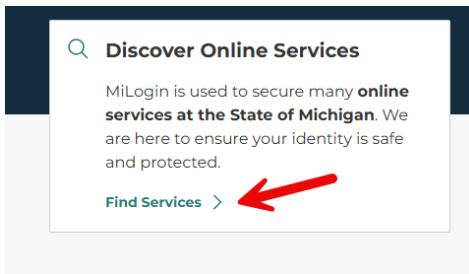 Discover Online Services
MiLogin is used to secure many online
services at the State of Michigan. We
are here to ensure your identity is safe
and protected.
Find Services >